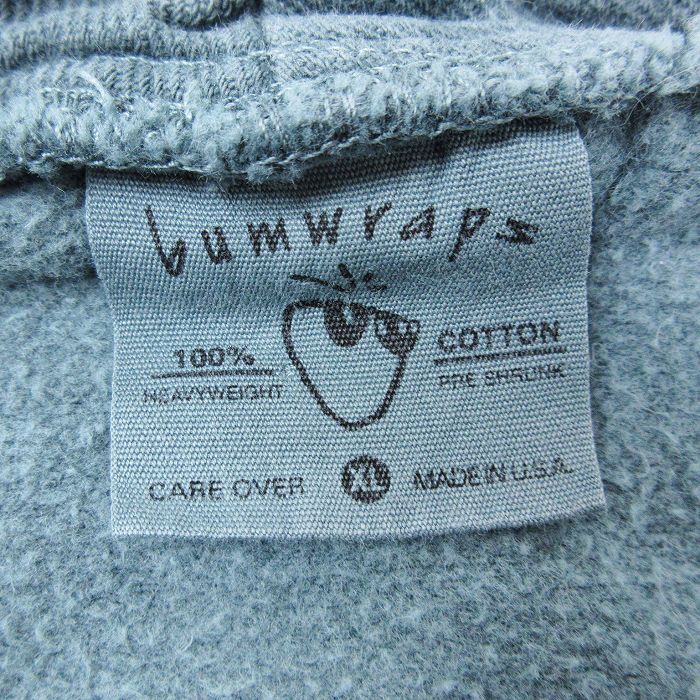 bumwraps
100% COTTON
HEAVYWEIGHT PRE SHRUNK
CARE OVER XL MADE IN U.S.A.